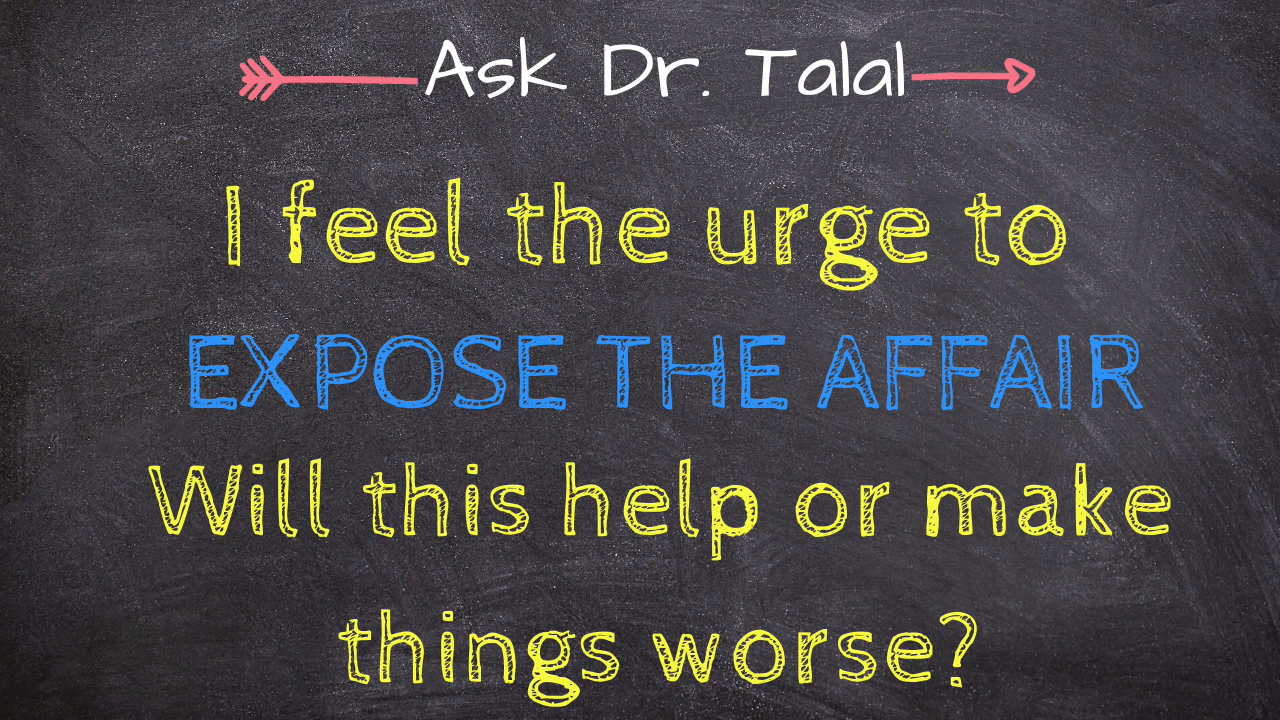 Ask Dr. Talal
I feel the urge to
EXPOSE THE AFFAIR
Will this help or make
things worse?